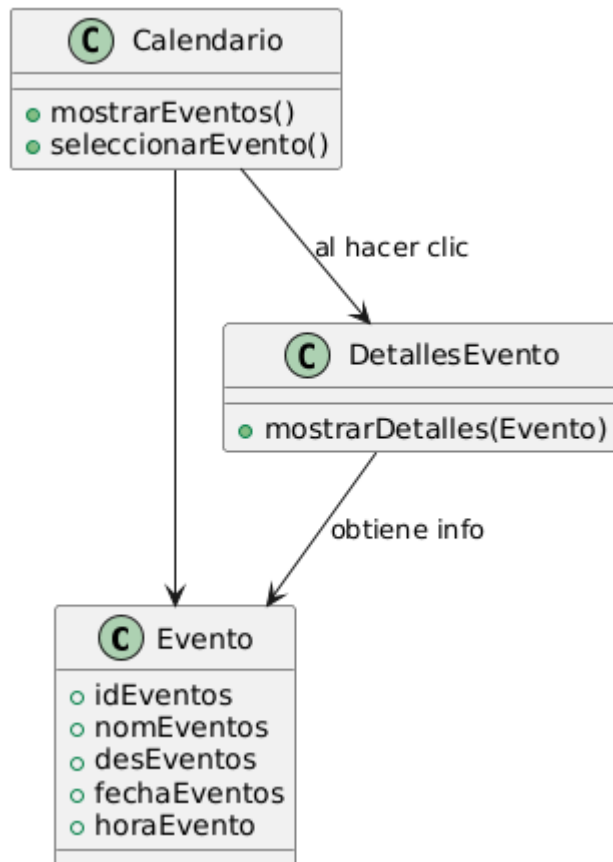 C Calendario
mostrarEventos()
seleccionarEvento()
al hacer clic
C DetallesEvento
mostrarDetalles(Evento)
obtiene info
C Evento
idEventos
nomEventos
desEventos
fechaEventos
horaEvento